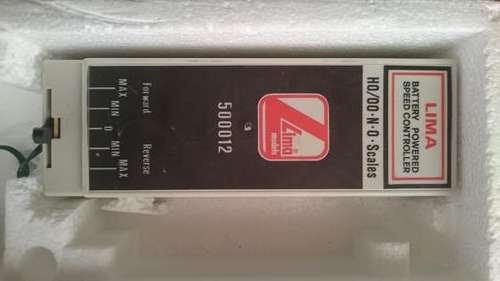 LIMA
BATTERY POWERED
SPEED CONTROLLER
HO/OO·N·O·Scales
Lima
models
500012
Forward Reverse
MAX MIN 0 MIN MAX